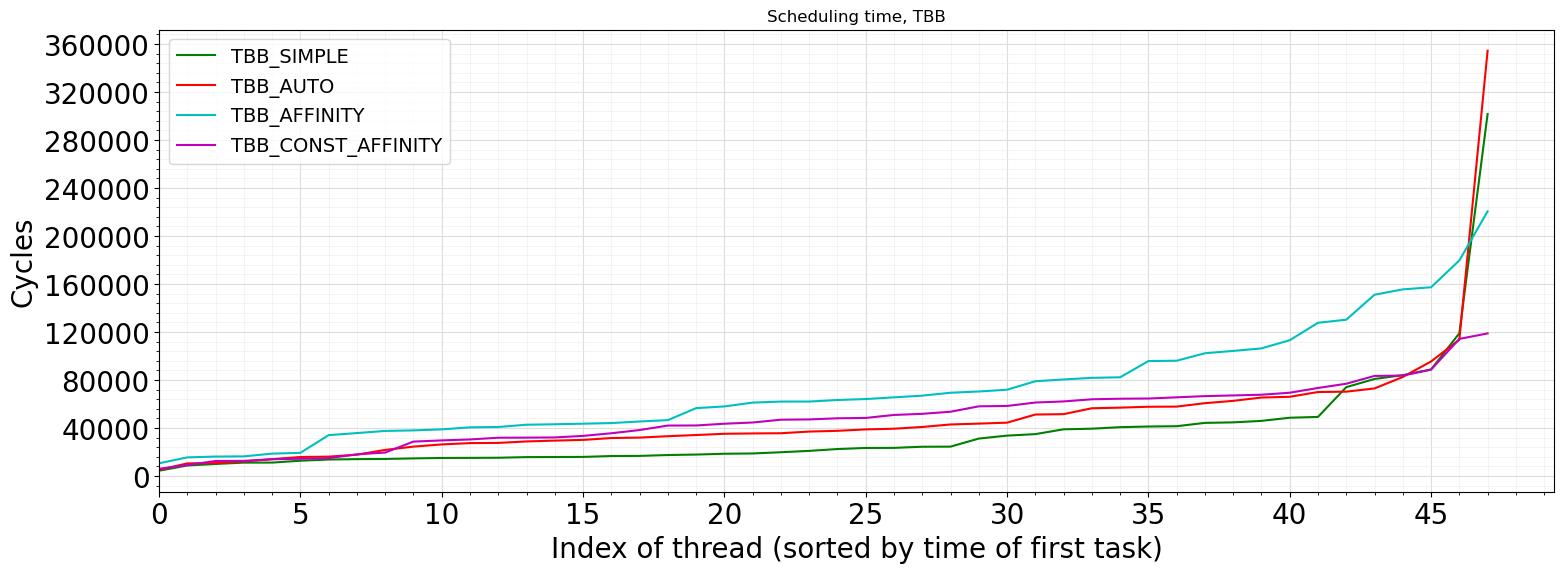 Scheduling time, TBB
TBB_SIMPLE
TBB_AUTO
TBB_AFFINITY
TBB_CONST_AFFINITY
Cycles
360000
320000
280000
240000
200000
160000
120000
80000
40000
0
0 5 10 15 20 25 30 35 40 45
Index of thread (sorted by time of first task)